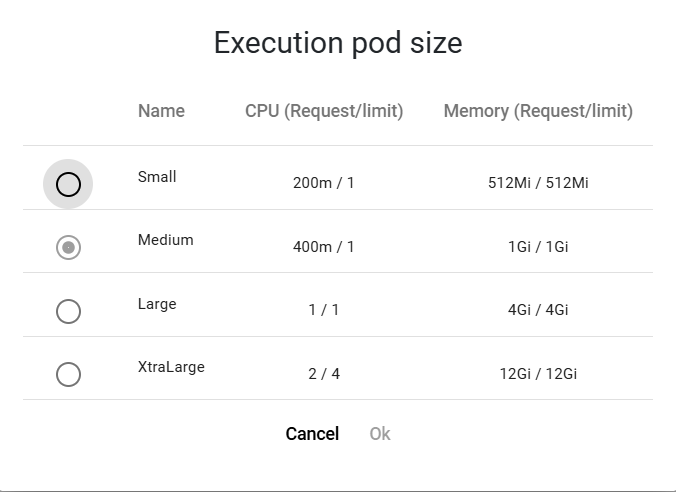 Execution pod size
Name CPU (Request/limit) Memory (Request/limit)
Small 200m / 1 512Mi / 512Mi
Medium 400m / 1 1Gi / 1Gi
Large 1 / 1 4Gi / 4Gi
XtraLarge 2 / 4 12Gi / 12Gi
Cancel Ok